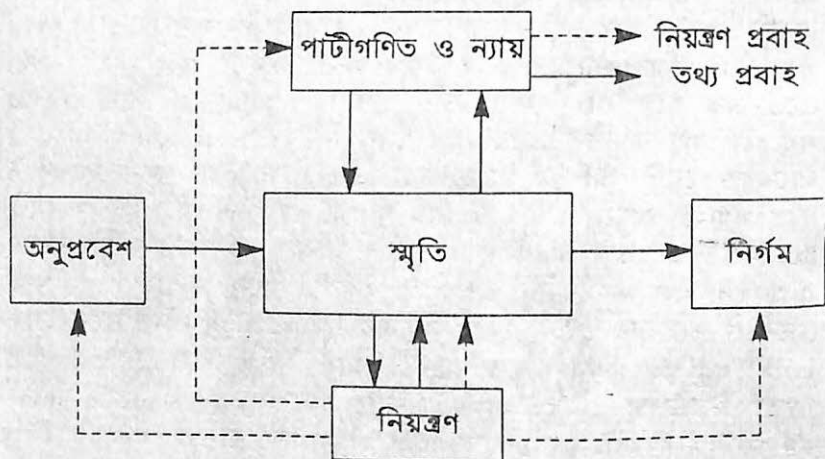 পাটীগণিত ও ন্যায়
নিয়ন্ত্রণ প্রবাহ
তথ্য প্রবাহ
অনুপ্রবেশ
স্মৃতি
নির্গম
নিয়ন্ত্রণ